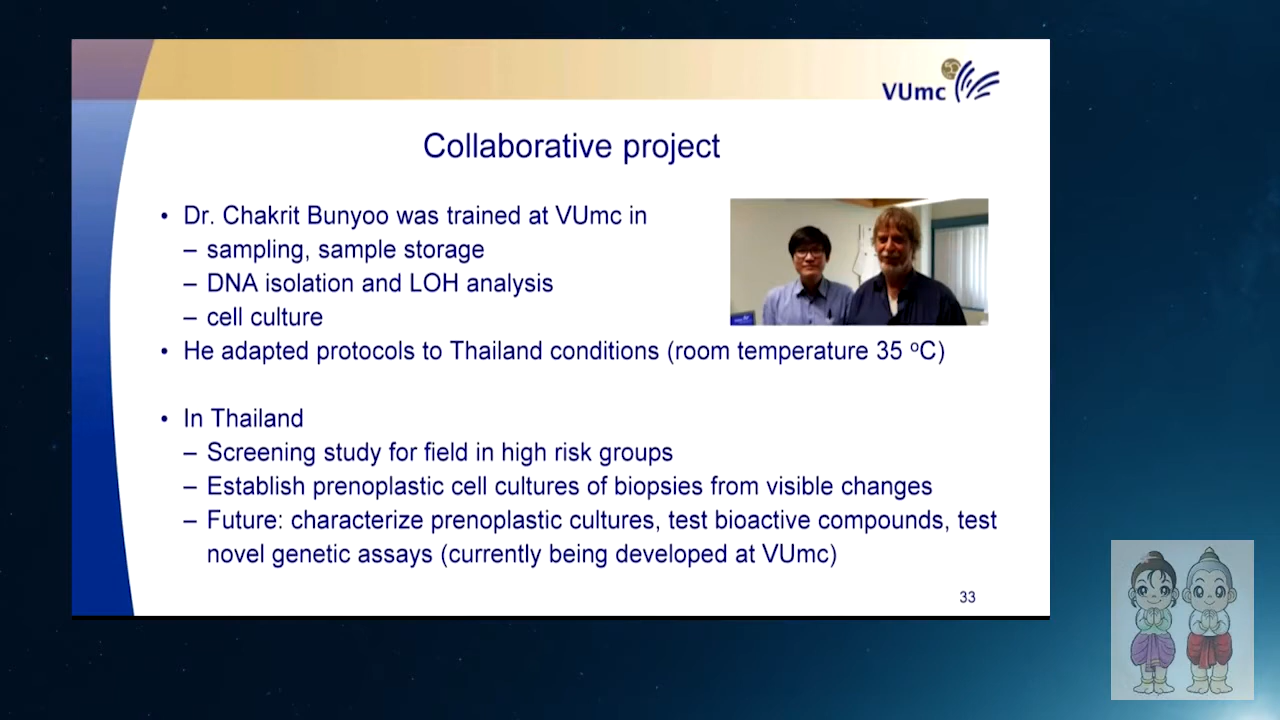 VUmc
Collaborative project
• Dr. Chakrit Bunyoo was trained at VUmc in
– sampling, sample storage
– DNA isolation and LOH analysis
– cell culture
• He adapted protocols to Thailand conditions (room temperature 35 ºC)
• In Thailand
– Screening study for field in high risk groups
– Establish prenoplastic cell cultures of biopsies from visible changes
– Future: characterize prenoplastic cultures, test bioactive compounds, test
novel genetic assays (currently being developed at VUmc)
33